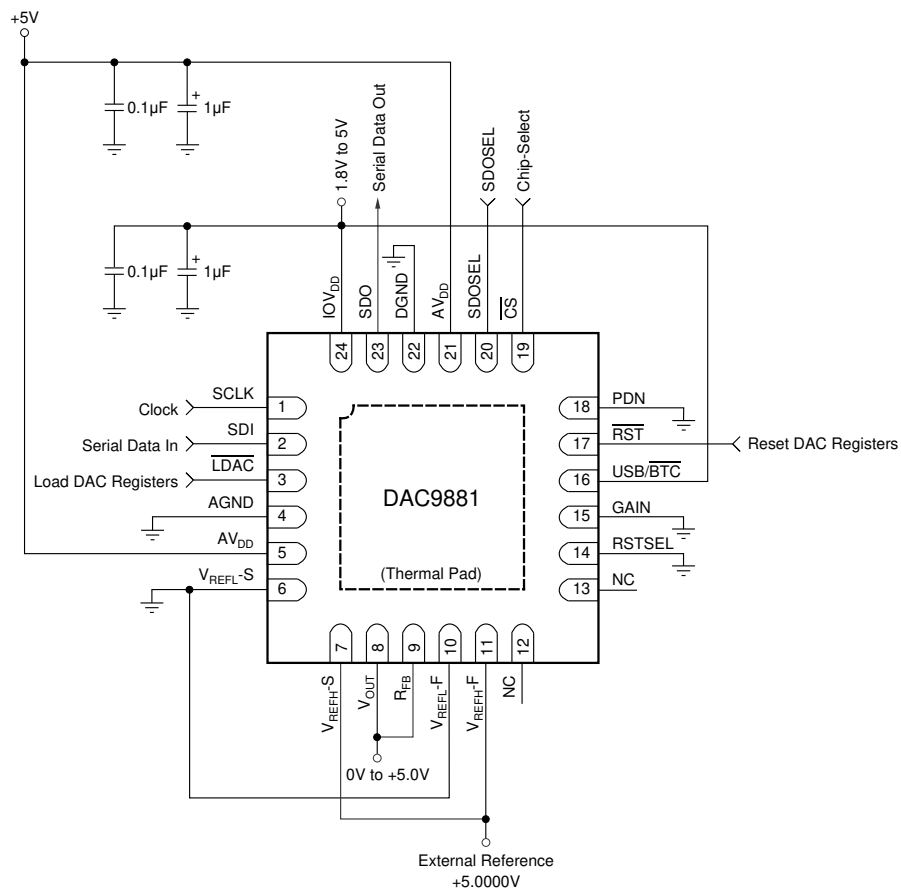 +5V
0.1µF
+
1µF
1.8V to 5V
Serial Data Out
SDOSEL
Chip-Select
0.1µF
+
1µF
IOVDD
SDO
DGND
AVDD
SDOSEL
CS
24
23
22
21
20
19
Clock
SCLK
1
18
PDN
Serial Data In
SDI
2
17
RST
Reset DAC Registers
Load DAC Registers
LDAC
3
16
USB/BTC
AGND
4
DAC9881
15
GAIN
AVDD
5
14
RSTSEL
VREFL-S
6
(Thermal Pad)
13
NC
7
8
9
10
11
12
VREFH-S
VOUT
RFB
VREFL-F
VREFH-F
NC
0V to +5.0V
External Reference
+5.0000V